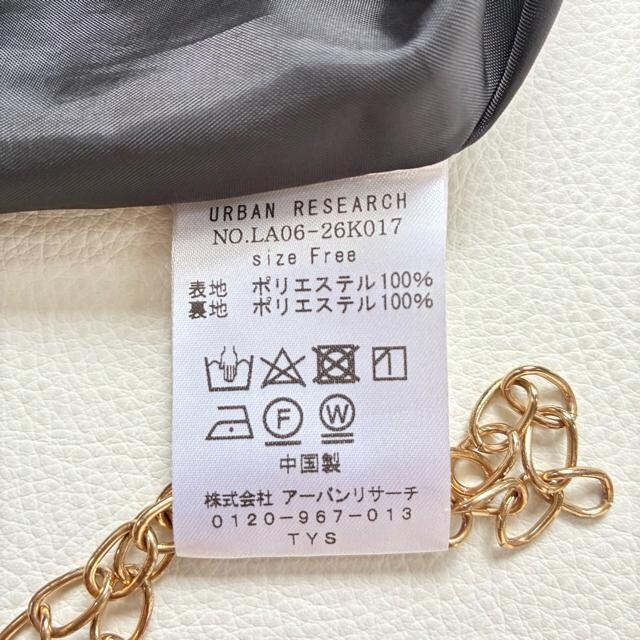 URBAN RESEARCH
NO.LA06-26K017
size Free
表地 ポリエステル100%
裏地 ポリエステル100%
F W
中国製
株式会社 アーバンリサーチ
0120-967-013
TYS